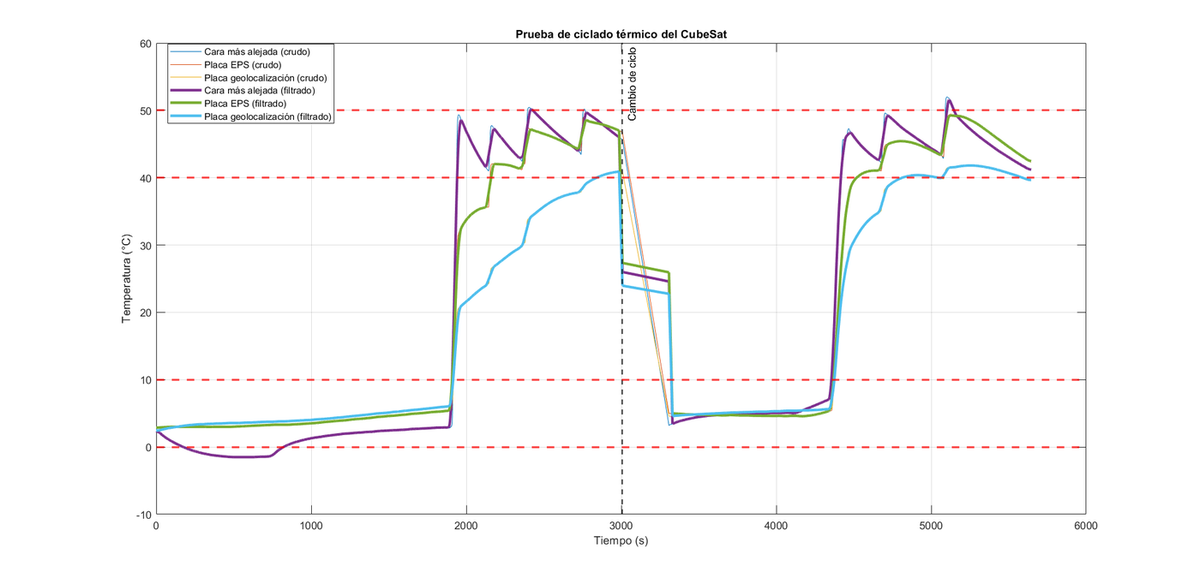 Prueba de ciclado térmico del CubeSat
Cara más alejada (crudo)
Placa EPS (crudo)
Placa geolocalización (crudo)
Cara más alejada (filtrado)
Placa EPS (filtrado)
Placa geolocalización (filtrado)
Cambio de ciclo
Temperatura (°C)
60
50
40
30
20
10
0
-10
0 1000 2000 3000 4000 5000 6000
Tiempo (s)